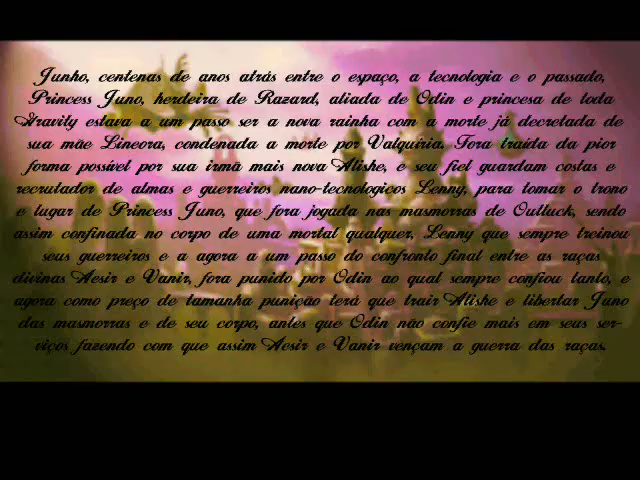 Junho, centenas de anos atrás entre o espaço, a tecnologia e o passado,
Princess Juno, herdeira de Razard, aliada de Odin e princesa de toda
Gravity estava a um passo ser a nova rainha com a morte já decretada de
sua mãe Lineora, condenada a morte por Valquíria. Fora traída da pior
forma possível por sua irmã mais nova Alishe, e seu fiel guardam costas e
recrutador de almas e guerreiros nano-tecnologicos Lenny, para tomar o trono
e lugar de Princess Juno, que fora jogada nas masmorras de Outluck, sendo
assim confinada no corpo de uma mortal qualquer. Lenny que sempre treinou
seus guerreiros e a agora a um passo do confronto final entre as raças
divinas Aesir e Vanir, fora punido por Odin ao qual sempre confiou tanto, e
agora como preço de tamanha punição terá que trair Alishe e libertar Juno
das masmorras e de seu corpo, antes que Odin não confie mais em seus ser-
viços fazendo com que assim Aesir e Vanir vençam a guerra das raças.